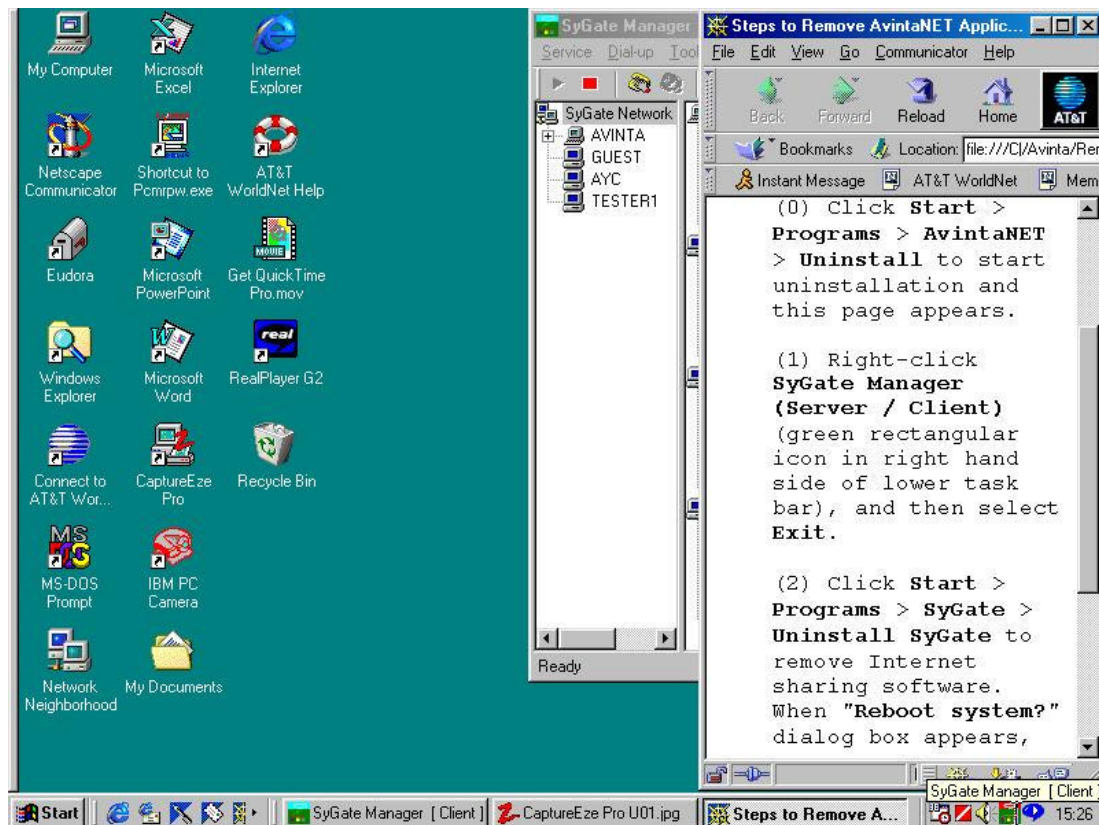 My Computer
Microsoft
Excel
Internet
Explorer
Netscape
Communicator
Shortcut to
Pcmrpw.exe
AT&T
WorldNet Help
Eudora
Microsoft
PowerPoint
MOVIE
Get QuickTime
Pro.mov
Windows
Explorer
Microsoft
Word
real
RealPlayer G2
Connect to
AT&T Wor...
CaptureEze
Pro
Recycle Bin
MS
DOS
MS-DOS
Prompt
IBM PC
Camera
Network
Neighborhood
My Documents
SyGate Manager
Service Dial-up
SyGate Network
AVINTA
GUEST
AYC
TESTER1
Ready
Steps to Remove AvintaNET Applic...
File Edit View Go Communicator Help
Back Forward Reload Home AT&T
Bookmarks Location: file:///C|/Avinta/Rer
Instant Message AT&T WorldNet Mem
(0) Click Start >
Programs > AvintaNET
> Uninstall to start
uninstallation and
this page appears.
(1) Right-click
SyGate Manager
(Server / Client)
(green rectangular
icon in right hand
side of lower task
bar), and then select
Exit.
(2) Click Start >
Programs > SyGate >
Uninstall SyGate to
remove Internet
sharing software.
When "Reboot system?"
dialog box appears,
SyGate Manager [ Client ]
Start
SyGate Manager [ Client ]
CaptureEze Pro U01.jpg
Steps to Remove A...
15:26